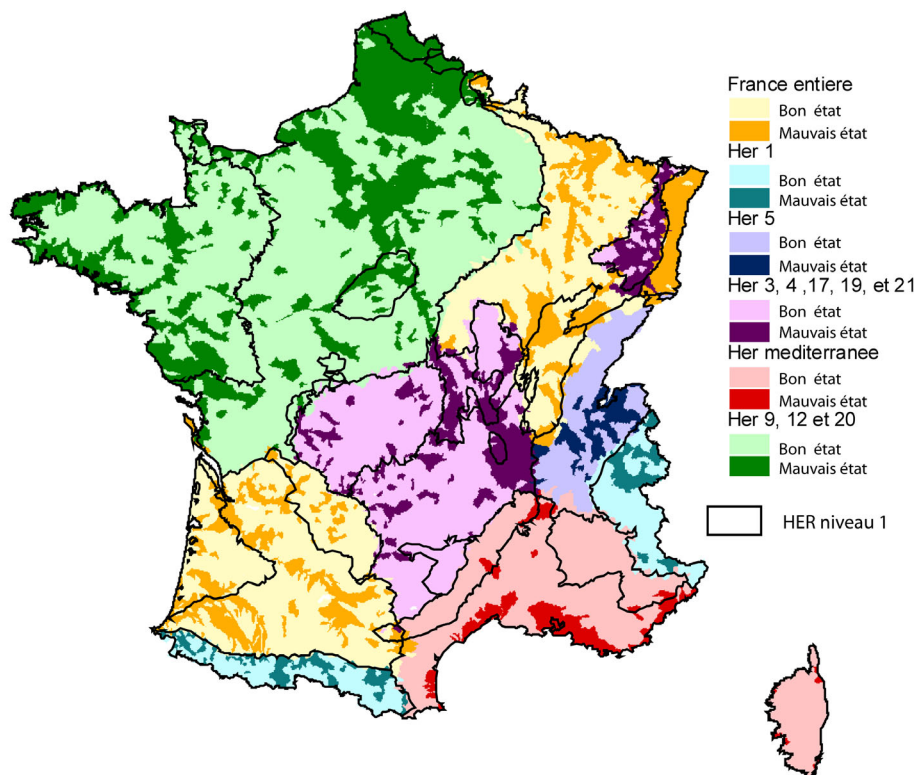 France entiere
Bon état
Mauvais état
Her 1
Bon état
Mauvais état
Her 5
Bon état
Mauvais état
Her 3, 4 ,17, 19, et 21
Bon état
Mauvais état
Her mediterranee
Bon état
Mauvais état
Her 9, 12 et 20
Bon état
Mauvais état
HER niveau 1